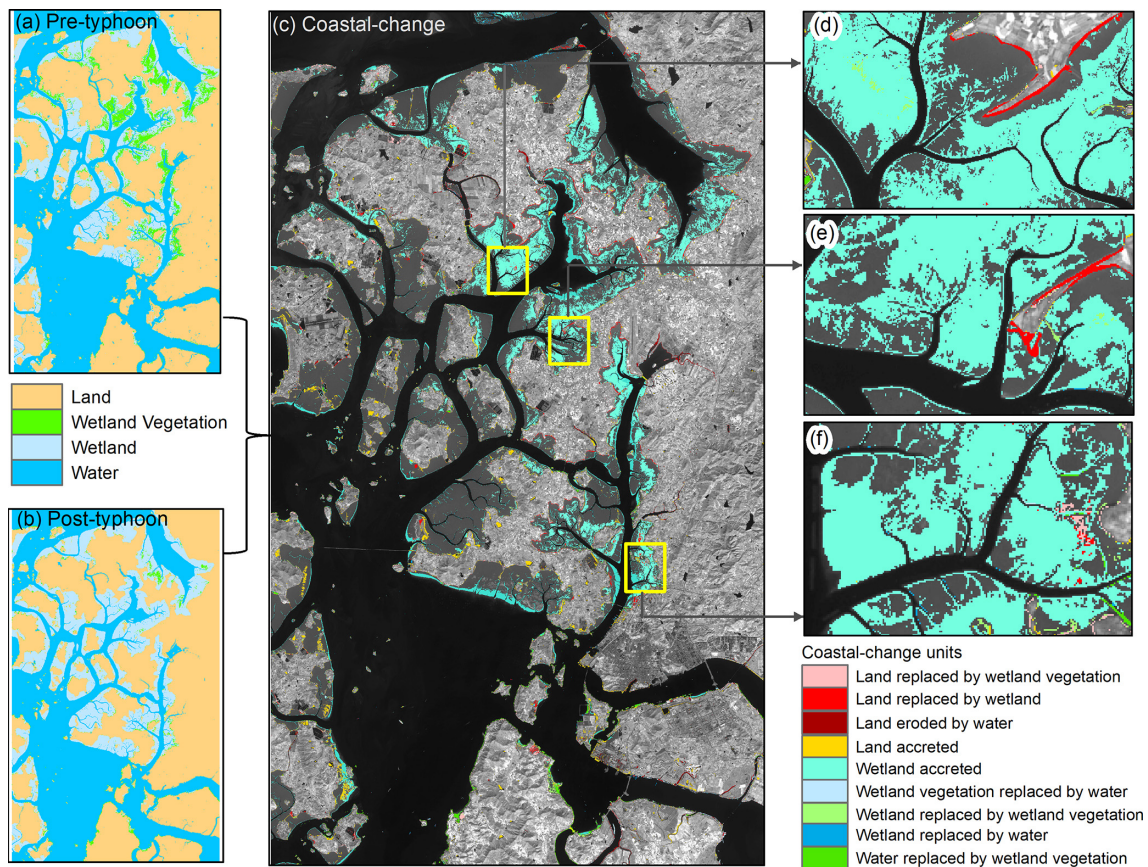 (a) Pre-typhoon
Land
Wetland Vegetation
Wetland
Water
(b) Post-typhoon
(c) Coastal-change
(d)
(e)
(f)
Coastal-change units
Land replaced by wetland vegetation
Land replaced by wetland
Land eroded by water
Land accreted
Wetland accreted
Wetland vegetation replaced by water
Wetland replaced by wetland vegetation
Wetland replaced by water
Water replaced by wetland vegetation